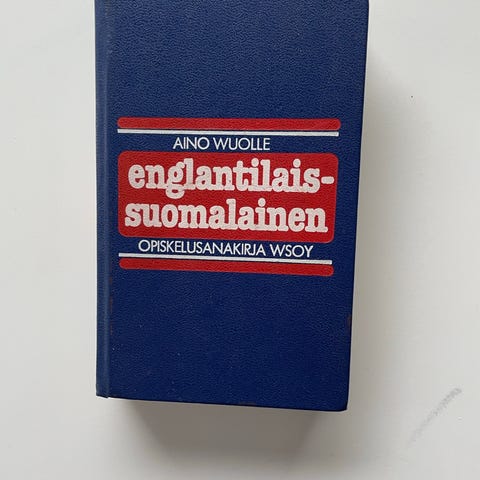 AINO WUOLLE
englantilais-
suomalainen
OPISKELUSANAKIRJA WSOY